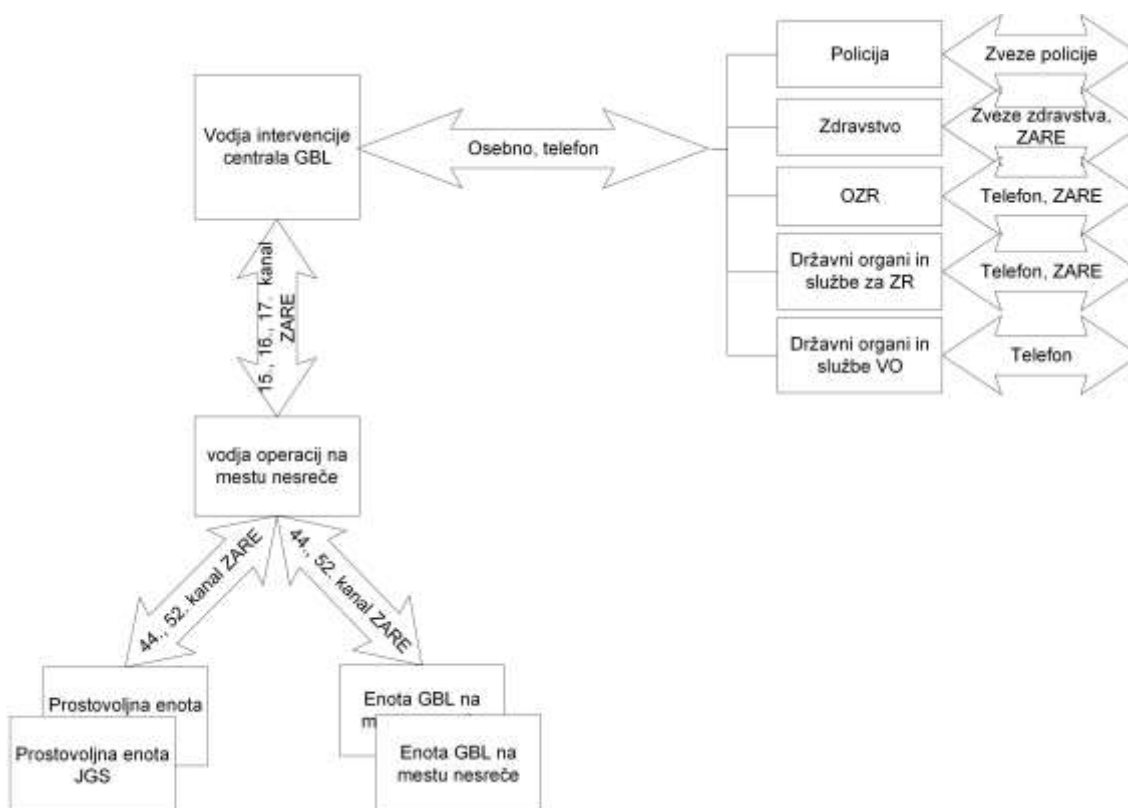 Policija
Zveze policije
Vodja intervencije
centrala GBL
Osebno, telefon
Zdravstvo
Zveze zdravstva,
ZARE
OZR
Telefon, ZARE
Državni organi in
službe za ZR
Telefon, ZARE
Državni organi in
službe VO
Telefon
15., 16., 17. kanal
ZARE
vodja operacij na
mestu nesreče
44., 52. kanal ZARE
44., 52. kanal ZARE
Prostovoljna enota
Prostovoljna enota
JGS
Enota GBL na
Enota GBL na
mestu nesreče